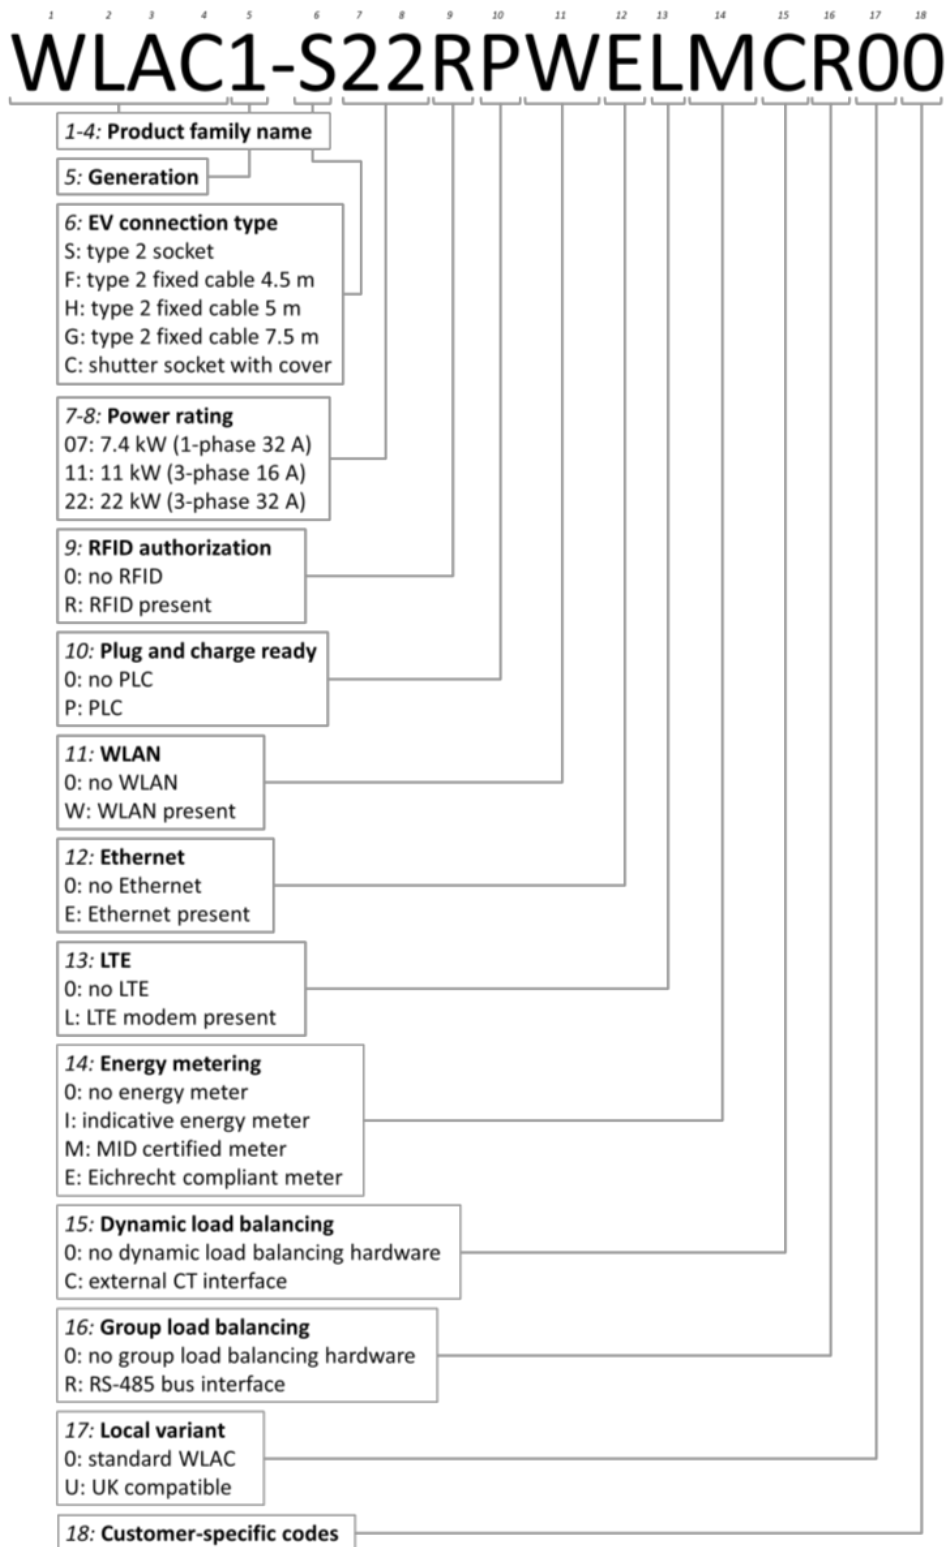 1 2 3 4 5 6 7 8 9 10 11 12 13 14 15 16 17 18
WLAC1-S22RPWELMCR00
1-4: Product family name
5: Generation
6: EV connection type
S: type 2 socket
F: type 2 fixed cable 4.5 m
H: type 2 fixed cable 5 m
G: type 2 fixed cable 7.5 m
C: shutter socket with cover
7-8: Power rating
07: 7.4 kW (1-phase 32 A)
11: 11 kW (3-phase 16 A)
22: 22 kW (3-phase 32 A)
9: RFID authorization
0: no RFID
R: RFID present
10: Plug and charge ready
0: no PLC
P: PLC
11: WLAN
0: no WLAN
W: WLAN present
12: Ethernet
0: no Ethernet
E: Ethernet present
13: LTE
0: no LTE
L: LTE modem present
14: Energy metering
0: no energy meter
I: indicative energy meter
M: MID certified meter
E: Eichrecht compliant meter
15: Dynamic load balancing
0: no dynamic load balancing hardware
C: external CT interface
16: Group load balancing
0: no group load balancing hardware
R: RS-485 bus interface
17: Local variant
0: standard WLAC
U: UK compatible
18: Customer-specific codes